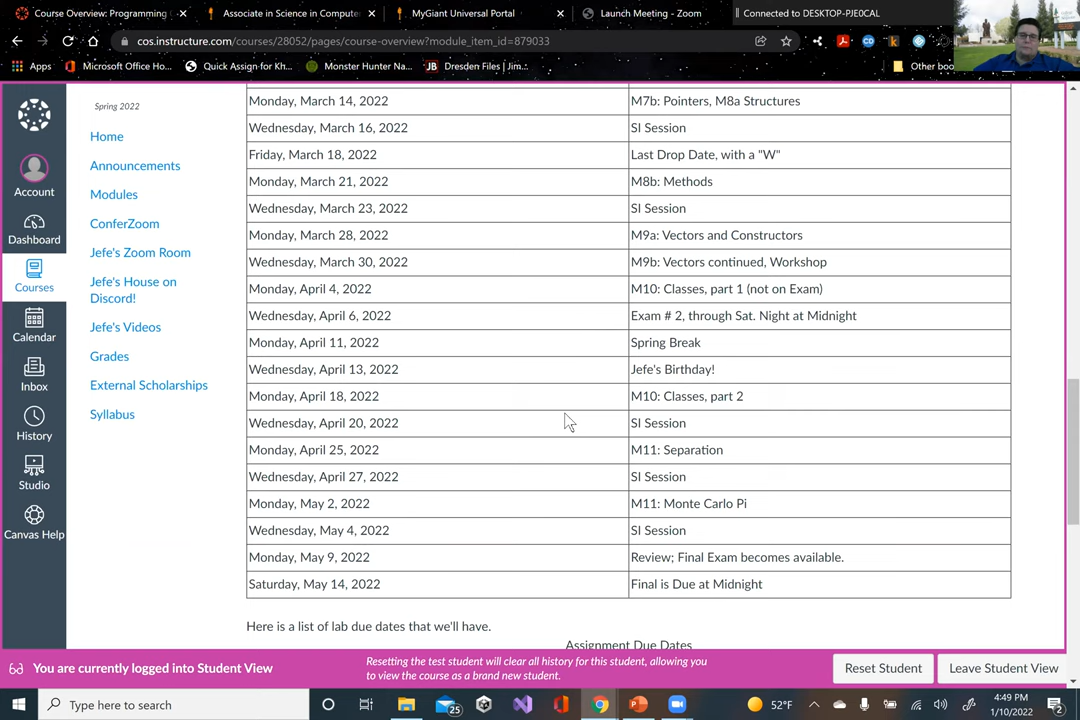 Course Overview: Programming
Associate in Science in Compute
MyGiant Universal Portal
Launch Meeting - Zoom
Connected to DESKTOP-PJE0CAL
cos.instructure.com/courses/28052/pages/course-overview?module_item_id=879033
Apps
Microsoft Office Ho...
Quick Assign for Kh...
Monster Hunter Na...
JB Dresden Files | Jim...
Other boo
Spring 2022
Home
Announcements
Modules
ConferZoom
Jefe's Zoom Room
Jefe's House on
Discord!
Jefe's Videos
Grades
External Scholarships
Syllabus
Account
Dashboard
Courses
Calendar
Inbox
History
Studio
Canvas Help
Monday, March 14, 2022 M7b: Pointers, M8a Structures
Wednesday, March 16, 2022 SI Session
Friday, March 18, 2022 Last Drop Date, with a "W"
Monday, March 21, 2022 M8b: Methods
Wednesday, March 23, 2022 SI Session
Monday, March 28, 2022 M9a: Vectors and Constructors
Wednesday, March 30, 2022 M9b: Vectors continued, Workshop
Monday, April 4, 2022 M10: Classes, part 1 (not on Exam)
Wednesday, April 6, 2022 Exam # 2, through Sat. Night at Midnight
Monday, April 11, 2022 Spring Break
Wednesday, April 13, 2022 Jefe's Birthday!
Monday, April 18, 2022 M10: Classes, part 2
Wednesday, April 20, 2022 SI Session
Monday, April 25, 2022 M11: Separation
Wednesday, April 27, 2022 SI Session
Monday, May 2, 2022 M11: Monte Carlo Pi
Wednesday, May 4, 2022 SI Session
Monday, May 9, 2022 Review; Final Exam becomes available.
Saturday, May 14, 2022 Final is Due at Midnight
Here is a list of lab due dates that we'll have.
Assignment Due Dates
You are currently logged into Student View
Resetting the test student will clear all history for this student, allowing you
to view the course as a brand new student.
Reset Student
Leave Student View
Type here to search
25
52°F
4:49 PM
1/10/2022
2